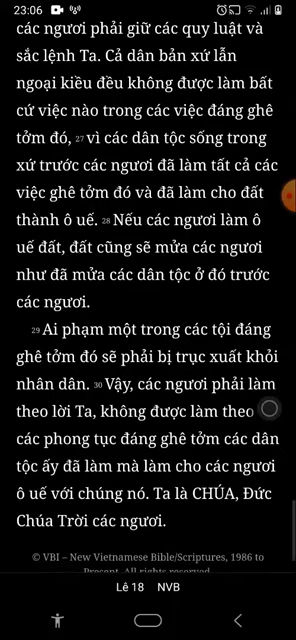 23:06
các ngươi phải giữ các quy luật và
sắc lệnh Ta. Cả dân bản xứ lẫn
ngoại kiều đều không được làm bất
cứ việc nào trong các việc đáng ghê
tởm đó, 27 vì các dân tộc sống trong
xứ trước các ngươi đã làm tất cả các
việc ghê tởm đó và đã làm cho đất
thành ô uế. 28 Nếu các ngươi làm ô
uế đất, đất cũng sẽ mửa các ngươi
như đã mửa các dân tộc ở đó trước
các ngươi.
29 Ai phạm một trong các tội đáng
ghê tởm đó sẽ phải bị trục xuất khỏi
nhân dân. 30 Vậy, các ngươi phải làm
theo lời Ta, không được làm theo
các phong tục đáng ghê tởm các dân
tộc ấy đã làm mà làm cho các ngươi
ô uế với chúng nó. Ta là CHÚA, Đức
Chúa Trời các ngươi.
© VBI – New Vietnamese Bible/Scriptures, 1986 to
Present. All rights reserved
Lê 18 NVB